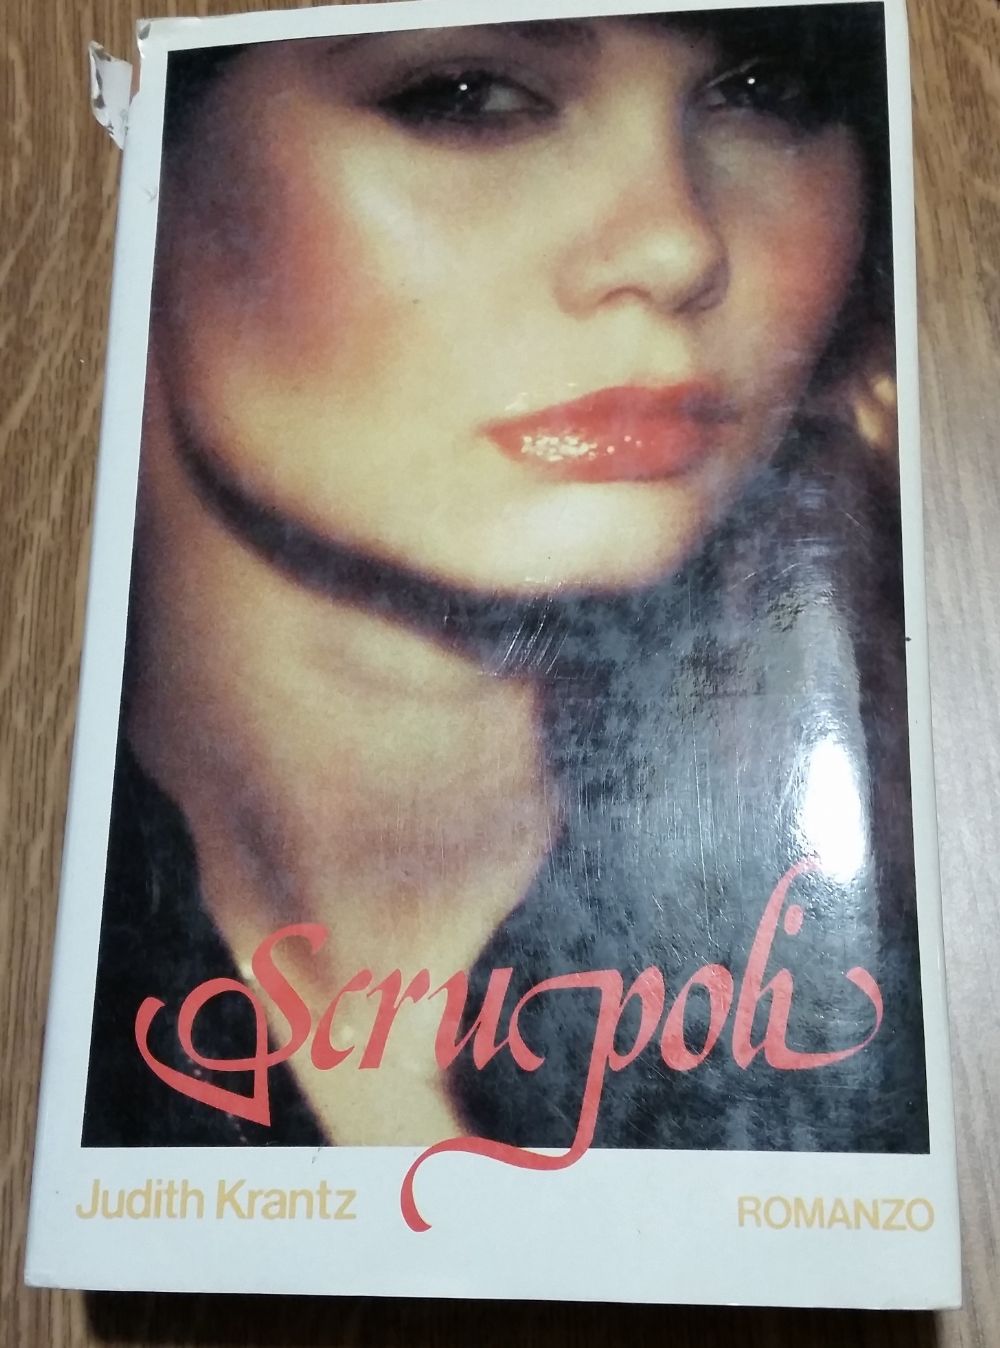 Scrupoli
Judith Krantz
ROMANZO